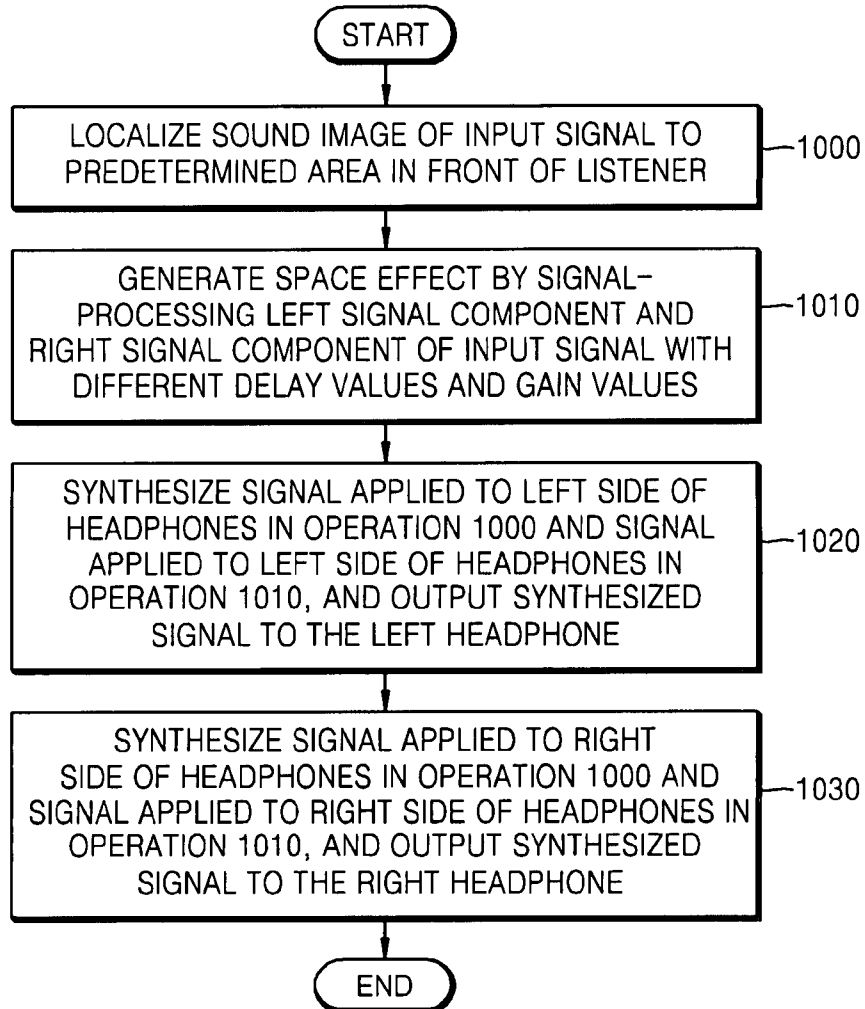 START
LOCALIZE SOUND IMAGE OF INPUT SIGNAL TO
PREDETERMINED AREA IN FRONT OF LISTENER
1000
GENERATE SPACE EFFECT BY SIGNAL-
PROCESSING LEFT SIGNAL COMPONENT AND
RIGHT SIGNAL COMPONENT OF INPUT SIGNAL WITH
DIFFERENT DELAY VALUES AND GAIN VALUES
1010
SYNTHESIZE SIGNAL APPLIED TO LEFT SIDE OF
HEADPHONES IN OPERATION 1000 AND SIGNAL
APPLIED TO LEFT SIDE OF HEADPHONES IN
OPERATION 1010, AND OUTPUT SYNTHESIZED
SIGNAL TO THE LEFT HEADPHONE
1020
SYNTHESIZE SIGNAL APPLIED TO RIGHT
SIDE OF HEADPHONES IN OPERATION 1000 AND
SIGNAL APPLIED TO RIGHT SIDE OF HEADPHONES IN
OPERATION 1010, AND OUTPUT SYNTHESIZED
SIGNAL TO THE RIGHT HEADPHONE
1030
END